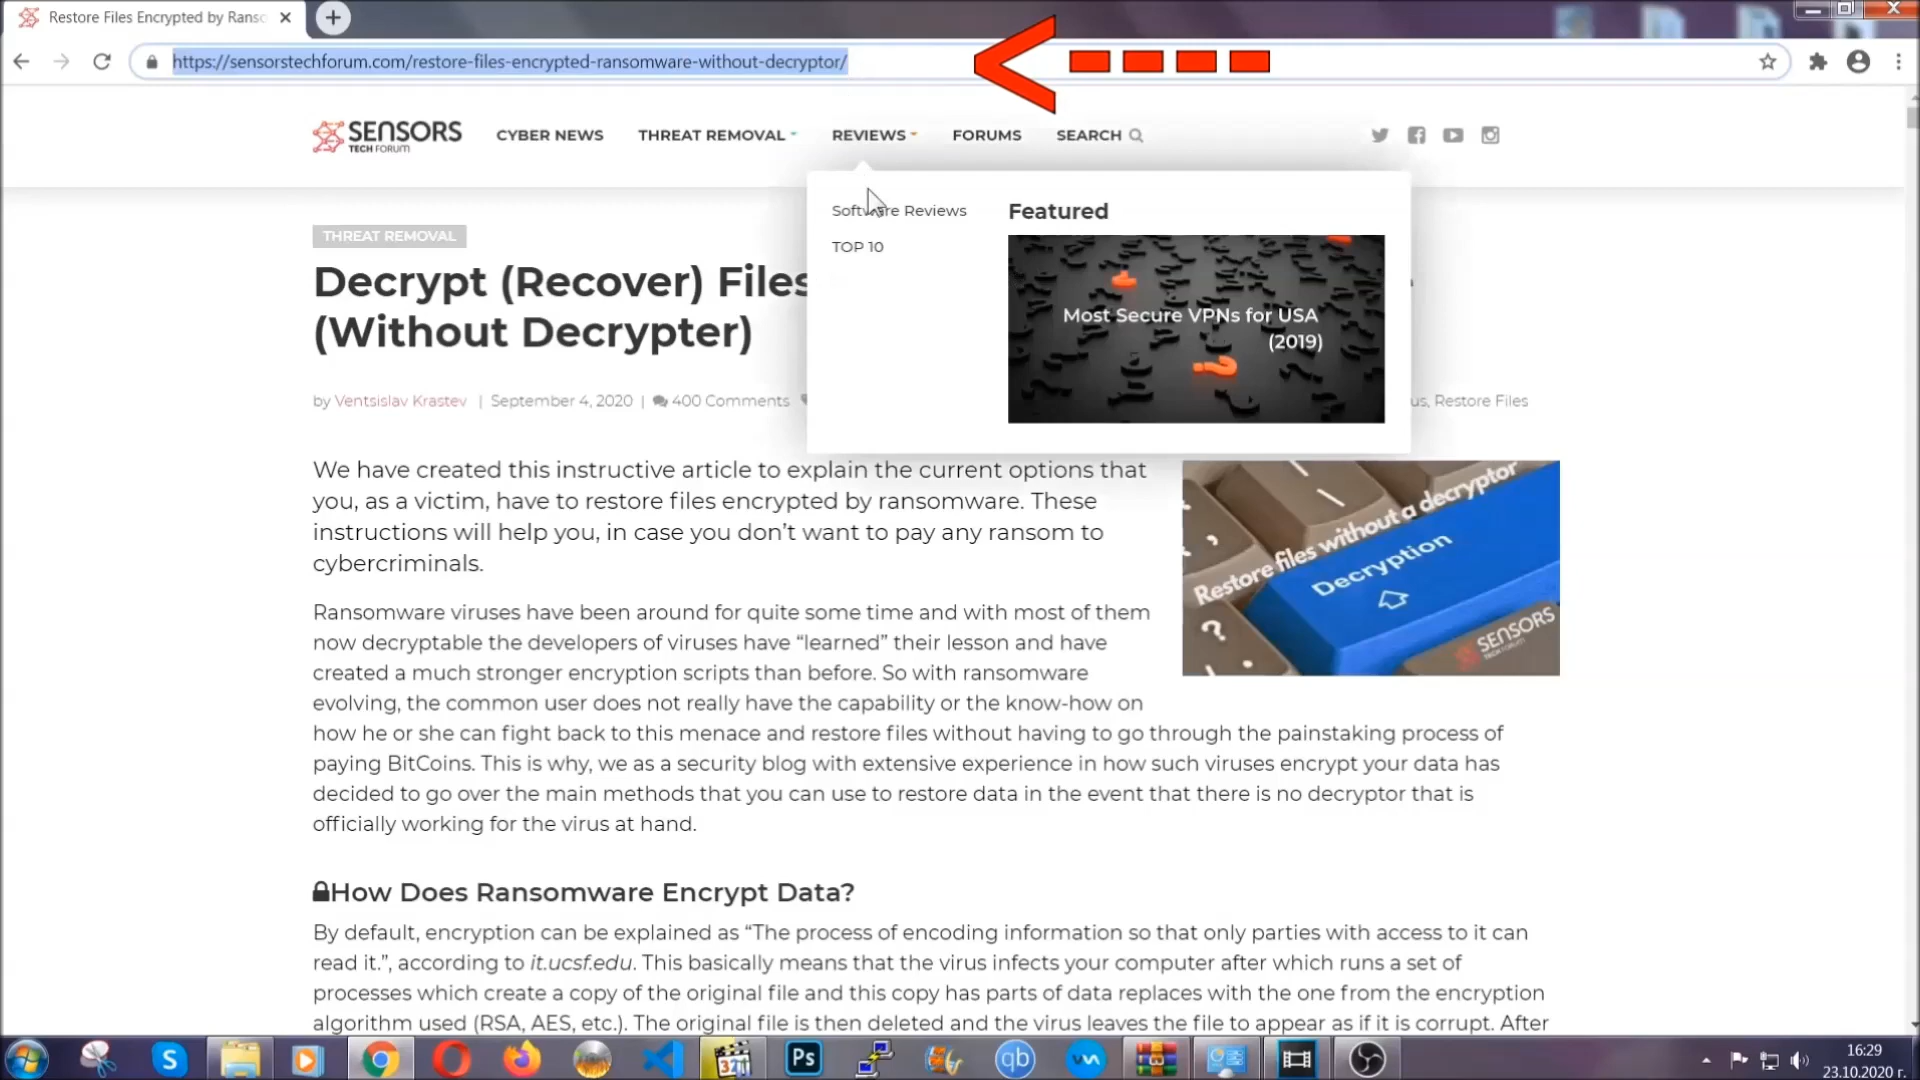 Restore Files Encrypted by Ranso
https://sensorstechforum.com/restore-files-encrypted-ransomware-without-decryptor/
SENSORS
TECH FORUM
CYBER NEWS
THREAT REMOVAL
REVIEWS
FORUMS
SEARCH
Software Reviews
TOP 10
Featured
Most Secure VPNs for USA
(2019)
THREAT REMOVAL
Decrypt (Recover) Files
(Without Decrypter)
by Ventsislav Krastev | September 4, 2020 | 400 Comments
us, Restore Files
We have created this instructive article to explain the current options that
you, as a victim, have to restore files encrypted by ransomware. These
instructions will help you, in case you don’t want to pay any ransom to
cybercriminals.
Restore files without a decryptor
Decryption
SENSORS
TECH FORUM
Ransomware viruses have been around for quite some time and with most of them
now decryptable the developers of viruses have “learned” their lesson and have
created a much stronger encryption scripts than before. So with ransomware
evolving, the common user does not really have the capability or the know-how on
how he or she can fight back to this menace and restore files without having to go through the painstaking process of
paying BitCoins. This is why, we as a security blog with extensive experience in how such viruses encrypt your data has
decided to go over the main methods that you can use to restore data in the event that there is no decryptor that is
officially working for the virus at hand.
How Does Ransomware Encrypt Data?
By default, encryption can be explained as “The process of encoding information so that only parties with access to it can
read it.”, according to it.ucsf.edu. This basically means that the virus infects your computer after which runs a set of
processes which create a copy of the original file and this copy has parts of data replaces with the one from the encryption
algorithm used (RSA, AES, etc.). The original file is then deleted and the virus leaves the file to appear as if it is corrupt. After
S
321
Ps
qb
16:29
23.10.2020 г.